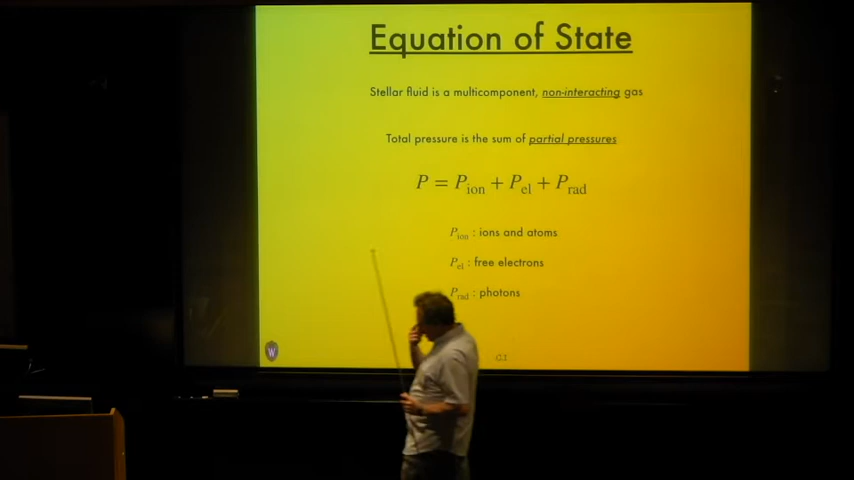 Equation of State
Stellar fluid is a multicomponent, non-interacting gas
Total pressure is the sum of partial pressures
P = P_ion + P_el + P_rad
P_ion : ions and atoms
P_el : free electrons
P_rad : photons
W